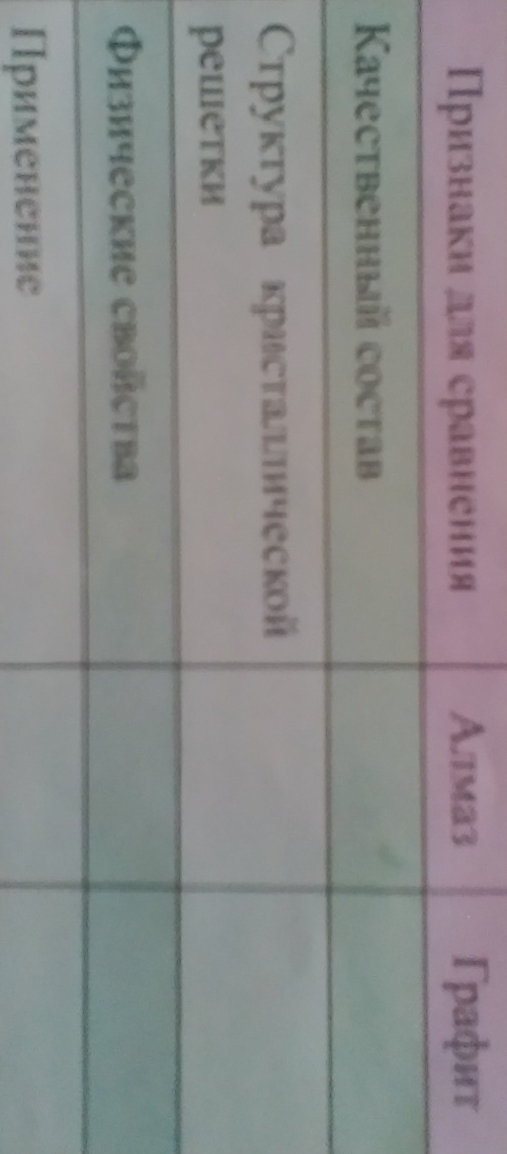 Признаки для сравнения Алмаз Графит
Качественный состав
Структура кристаллической
решетки
Физические свойства
Применение